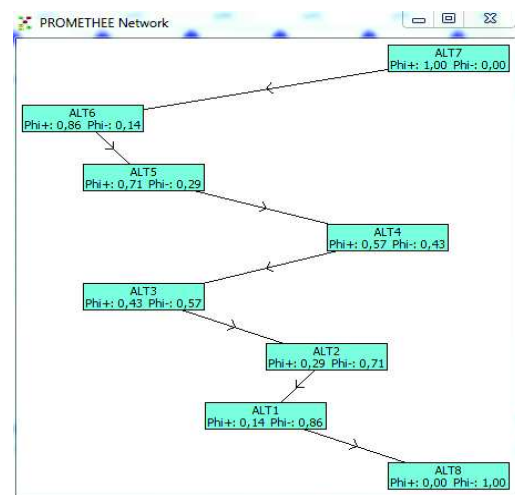 PROMETHEE Network
ALT7
Phi+: 1,00 Phi-: 0,00
ALT6
Phi+: 0,86 Phi-: 0,14
ALT5
Phi+: 0,71 Phi-: 0,29
ALT4
Phi+: 0,57 Phi-: 0,43
ALT3
Phi+: 0,43 Phi-: 0,57
ALT2
Phi+: 0,29 Phi-: 0,71
ALT1
Phi+: 0,14 Phi-: 0,86
ALT8
Phi+: 0,00 Phi-: 1,00